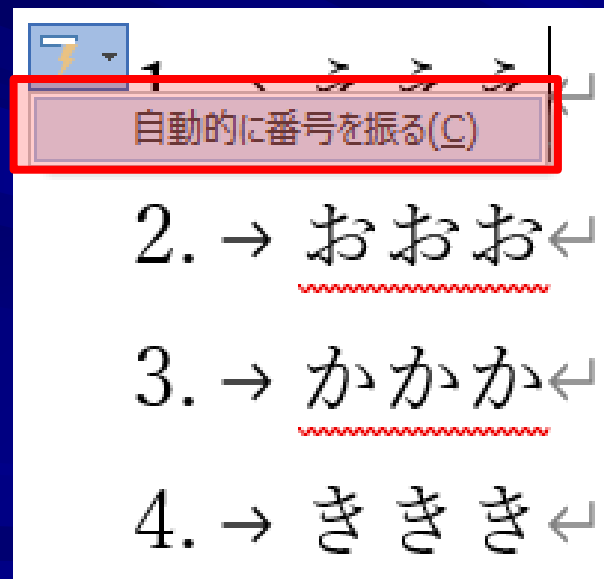 自動的に番号を振る(C)
2. → おおお↵
3. → かかか↵
4. → ききき↵